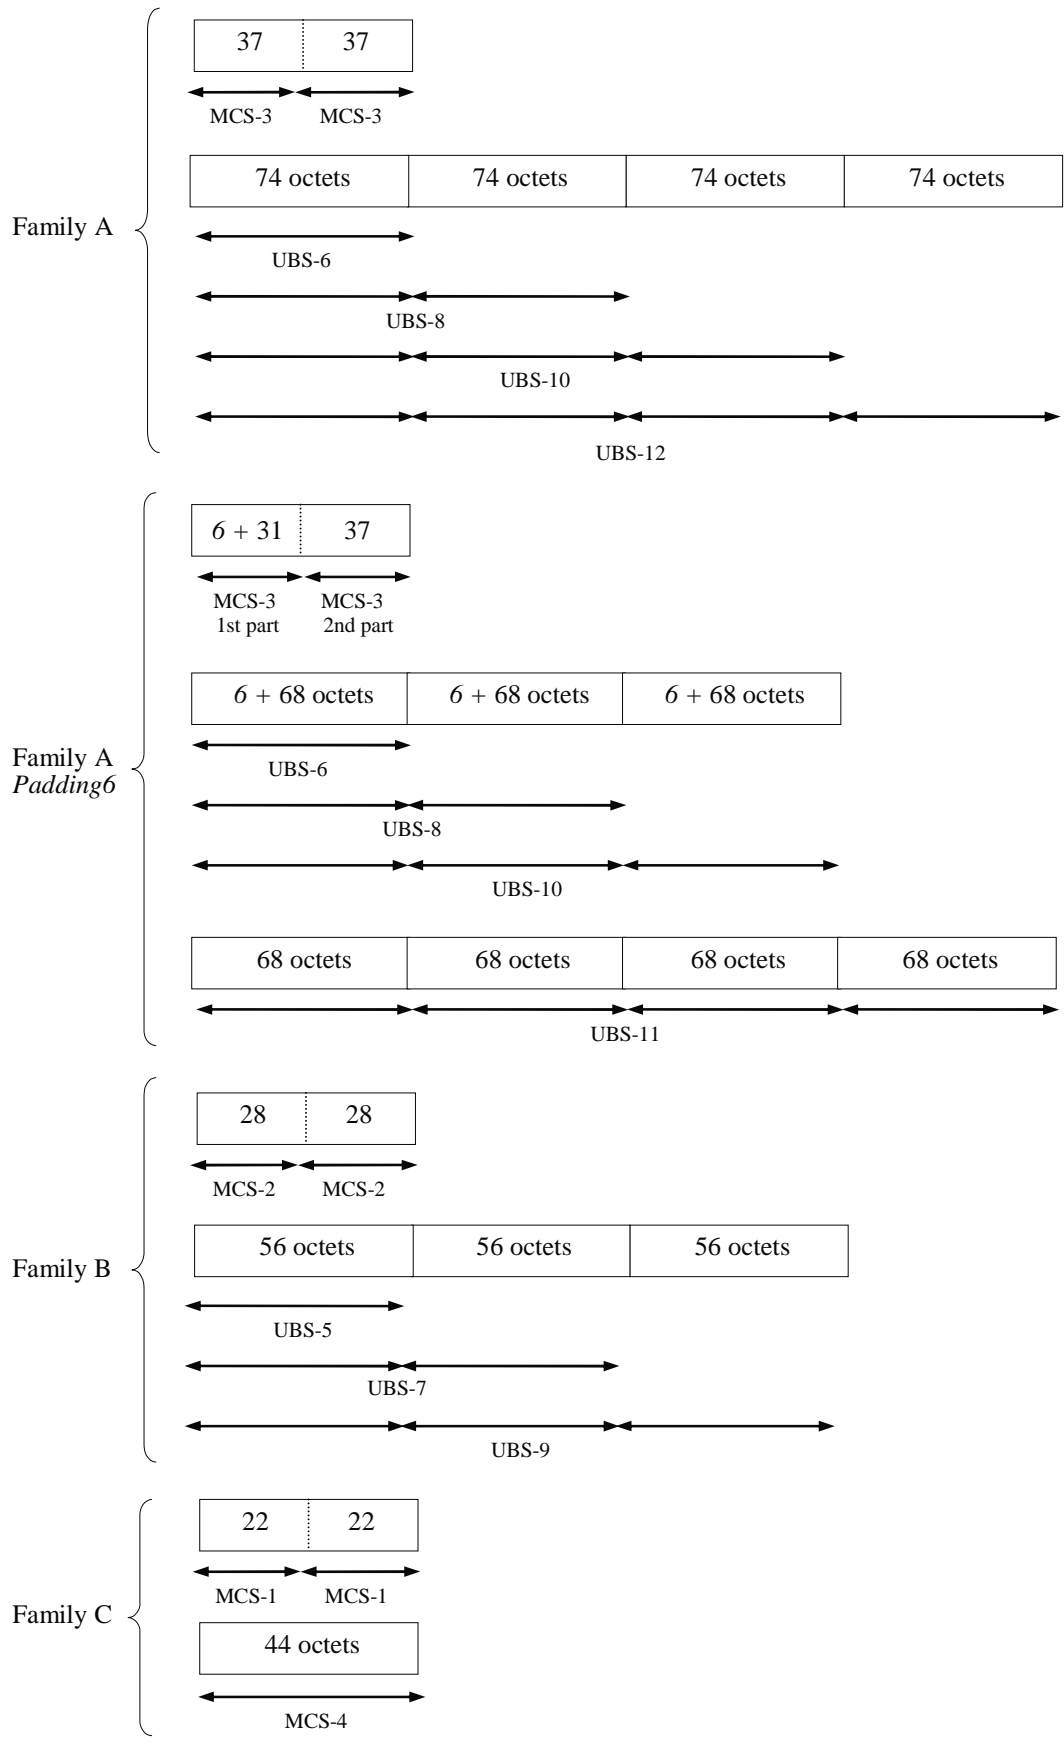 37 37
MCS-3 MCS-3
74 octets 74 octets 74 octets 74 octets
Family A
UBS-6
UBS-8
UBS-10
UBS-12
6 + 31 37
MCS-3 MCS-3
1st part 2nd part
6 + 68 octets 6 + 68 octets 6 + 68 octets
Family A
Padding6
UBS-6
UBS-8
UBS-10
68 octets 68 octets 68 octets 68 octets
UBS-11
28 28
MCS-2 MCS-2
56 octets 56 octets 56 octets
Family B
UBS-5
UBS-7
UBS-9
22 22
MCS-1 MCS-1
Family C
44 octets
MCS-4